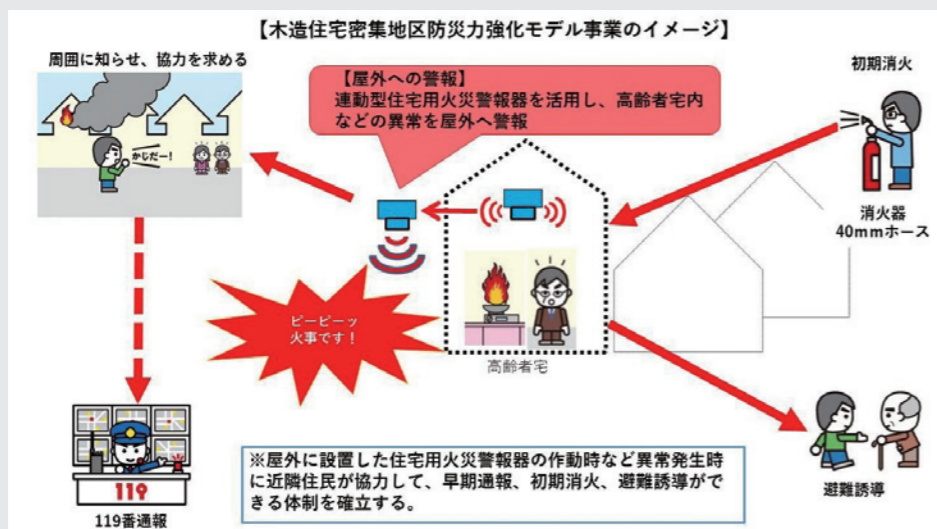 【木造住宅密集地区防災力強化モデル事業のイメージ】
周囲に知らせ、協力を求める
かじだー!
【屋外への警報】
連動型住宅用火災警報器を活用し、高齢者宅内
などの異常を屋外へ警報
初期消火
消火器
40mmホース
ピーピーッ
火事です!
高齢者宅
119
119番通報
※屋外に設置した住宅用火災警報器の作動時など異常発生時
に近隣住民が協力して、早期通報、初期消火、避難誘導が
できる体制を確立する。
避難誘導